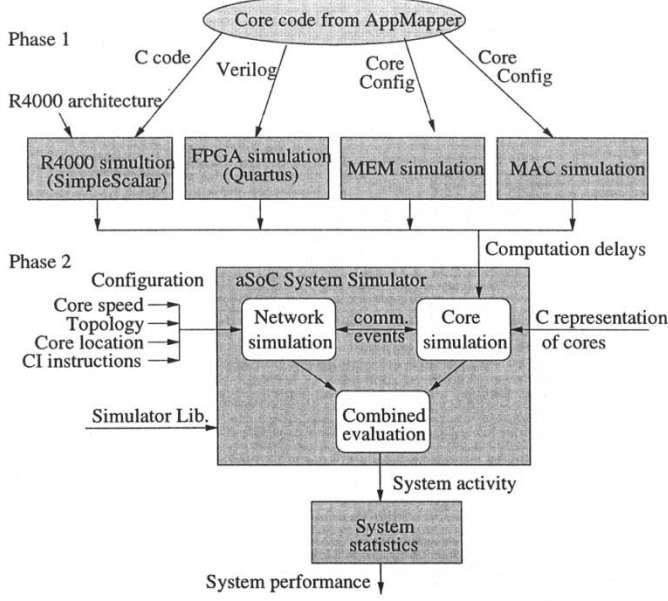 Core code from AppMapper
Phase 1
C code
Verilog
Core
Config
Core
Config
R4000 architecture
R4000 simultion
(SimpleScalar)
FPGA simulation
(Quartus)
MEM simulation
MAC simulation
Computation delays
Phase 2
Configuration
aSoC System Simulator
Core speed
Topology
Core location
CI instructions
Network
simulation
comm.
events
Core
simulation
C representation
of cores
Simulator Lib.
Combined
evaluation
System activity
System
statistics
System performance